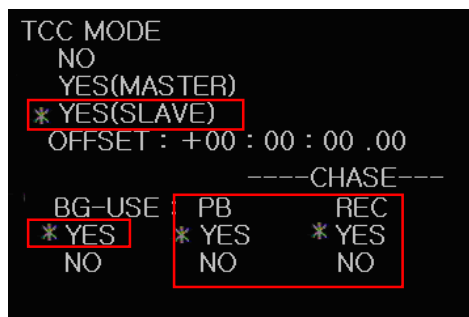 TCC MODE
NO
YES(MASTER)
* YES(SLAVE)
OFFSET : +00 : 00 : 00 .00
----CHASE---
BG-USE : PB REC
* YES * YES * YES
NO NO NO